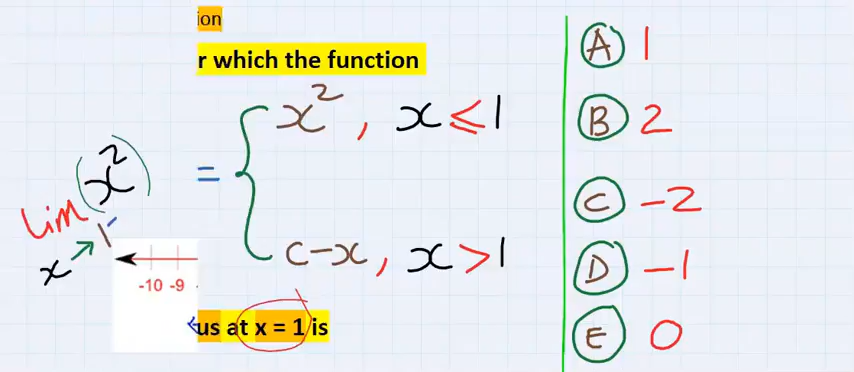 ion
r which the function
= { x², x ≤ 1
lim (x²)
x → 1⁻
c-x, x > 1
-10 -9
us at x = 1 is
A 1
B 2
C -2
D -1
E 0